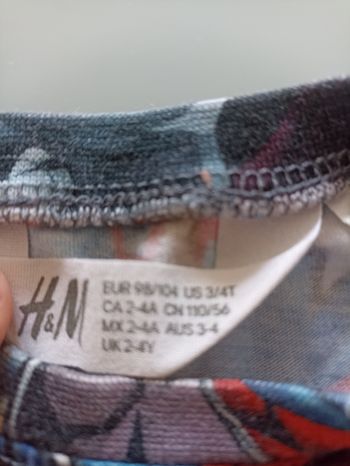 H&M
EUR 98/104 US 3/4T
CA 2-4A CN 110/56
MX 2-4A AUS 3-4
UK 2-4Y